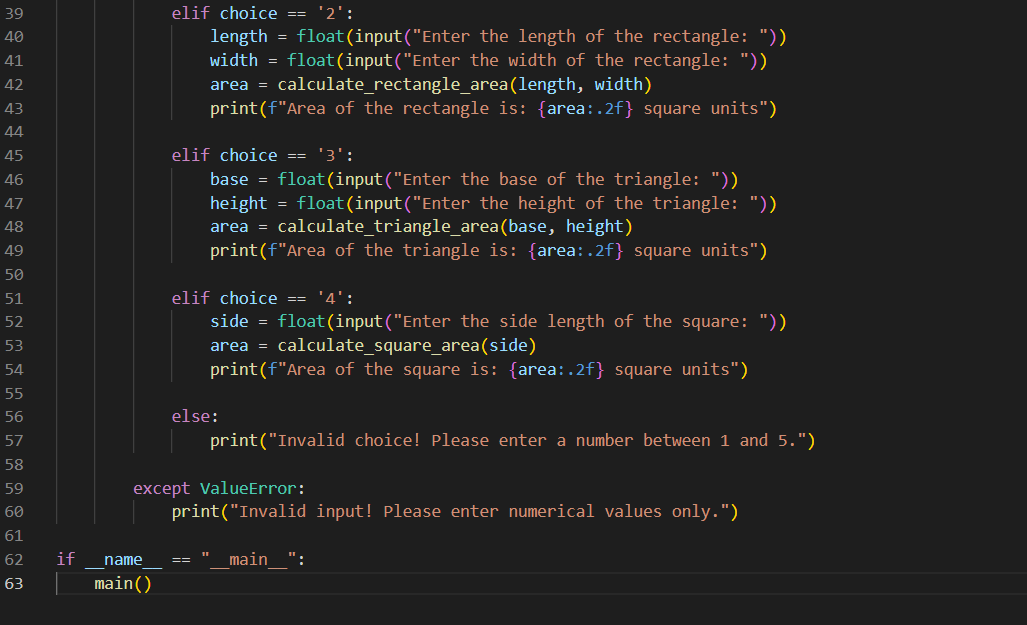 39 elif choice == '2':
40 length = float(input("Enter the length of the rectangle: "))
41 width = float(input("Enter the width of the rectangle: "))
42 area = calculate_rectangle_area(length, width)
43 print(f"Area of the rectangle is: {area:.2f} square units")
44
45 elif choice == '3':
46 base = float(input("Enter the base of the triangle: "))
47 height = float(input("Enter the height of the triangle: "))
48 area = calculate_triangle_area(base, height)
49 print(f"Area of the triangle is: {area:.2f} square units")
50
51 elif choice == '4':
52 side = float(input("Enter the side length of the square: "))
53 area = calculate_square_area(side)
54 print(f"Area of the square is: {area:.2f} square units")
55
56 else:
57 print("Invalid choice! Please enter a number between 1 and 5.")
58
59 except ValueError:
60 print("Invalid input! Please enter numerical values only.")
61
62 if __name__ == "__main__":
63 main()